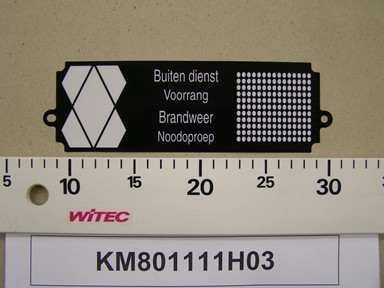 Buiten dienst
Voorrang
Brandweer
Noodoproep
5 10 15 20 25 30
WiTEC
KM801111H03